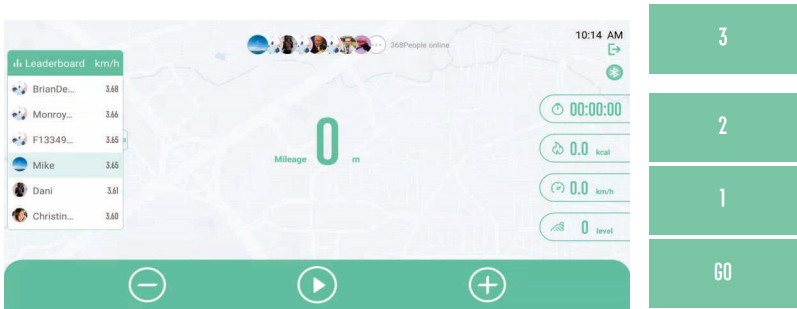 10:14 AM
368People online
Leaderboard km/h
BrianDe... 3.68
Monroy... 3.66
F13349... 3.65
Mike 3.65
Dani 3.61
Christin... 3.60
Mileage 0 m
00:00:00
0.0 kcal
0.0 km/h
0 level
3
2
1
GO